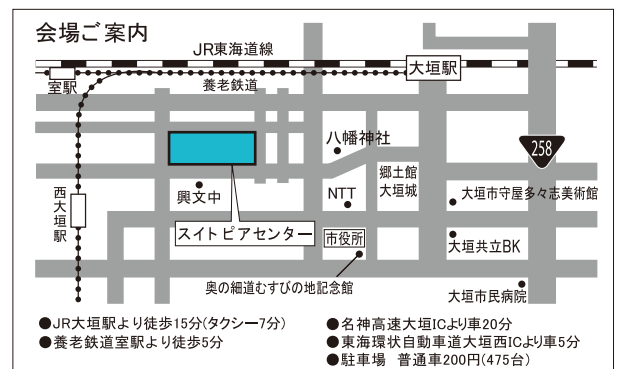 会場ご案内
JR東海道線
大垣駅
室駅
養老鉄道
八幡神社
258
郷土館
大垣城
西大垣駅
興文中
NTT
大垣市守屋多々志美術館
スイトピアセンター
市役所
大垣共立BK
奥の細道むすびの地記念館
大垣市民病院
●JR大垣駅より徒歩15分(タクシー7分)
●養老鉄道室駅より徒歩5分
●名神高速大垣ICより車20分
●東海環状自動車道大垣西ICより車5分
●駐車場 普通車200円(475台)